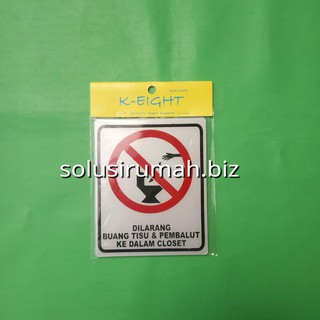 K-EIGHT
solusirumah.biz
DILARANG
BUANG TISU & PEMBALUT
KE DALAM CLOSET